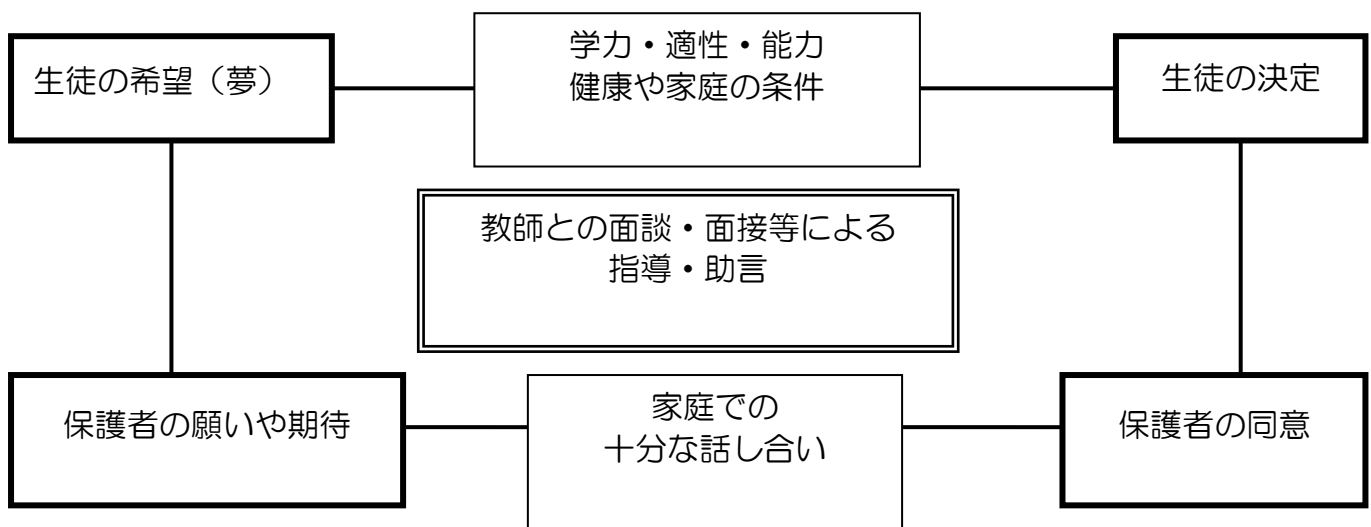 学力・適性・能力
健康や家庭の条件
生徒の希望（夢）
生徒の決定
教師との面談・面接等による
指導・助言
保護者の願いや期待
家庭での
十分な話し合い
保護者の同意